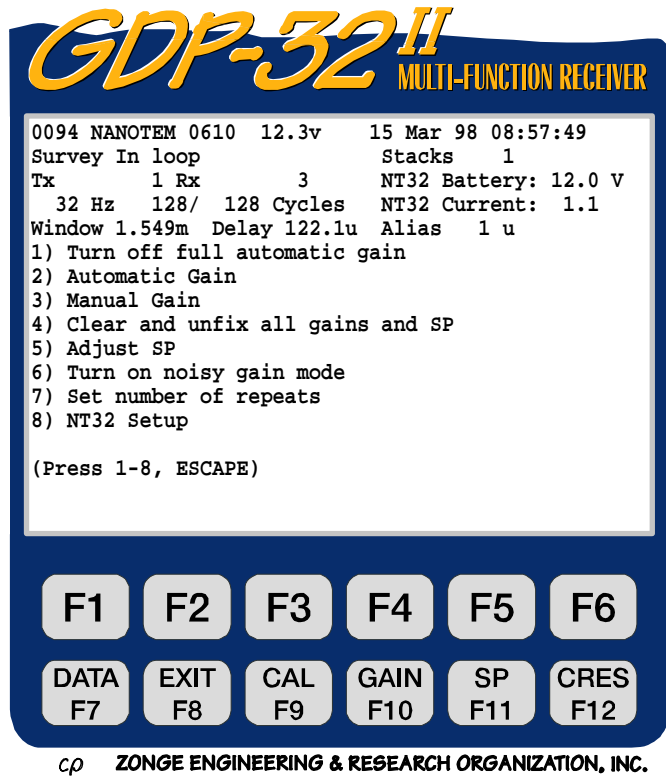 GDP-32 II
MULTI-FUNCTION RECEIVER
0094 NANOTEM 0610 12.3v 15 Mar 98 08:57:49
Survey In loop Stacks 1
Tx 1 Rx 3 NT32 Battery: 12.0 V
32 Hz 128/ 128 Cycles NT32 Current: 1.1
Window 1.549m Delay 122.1u Alias 1 u
1) Turn off full automatic gain
2) Automatic Gain
3) Manual Gain
4) Clear and unfix all gains and SP
5) Adjust SP
6) Turn on noisy gain mode
7) Set number of repeats
8) NT32 Setup
(Press 1-8, ESCAPE)
F1 F2 F3 F4 F5 F6
DATA EXIT CAL GAIN SP CRES
F7 F8 F9 F10 F11 F12
ZONGE ENGINEERING & RESEARCH ORGANIZATION, INC.